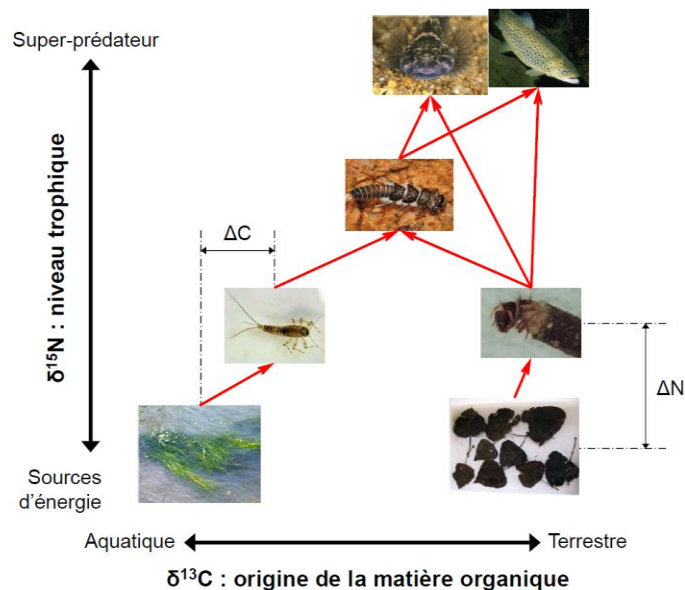 Super-prédateur
δ¹⁵N : niveau trophique
ΔC
ΔN
Sources
d’énergie
Aquatique
Terrestre
δ¹³C : origine de la matière organique